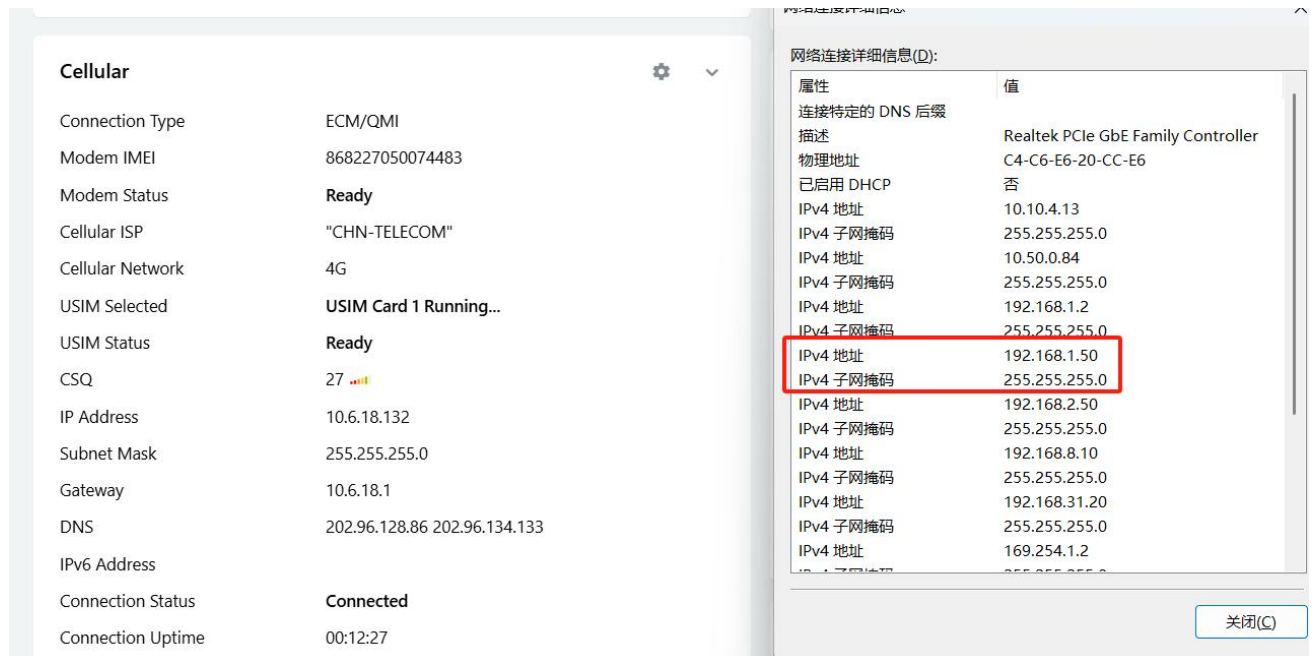 Cellular
Connection Type ECM/QMI
Modem IMEI 868227050074483
Modem Status Ready
Cellular ISP "CHN-TELECOM"
Cellular Network 4G
USIM Selected USIM Card 1 Running...
USIM Status Ready
CSQ 27
IP Address 10.6.18.132
Subnet Mask 255.255.255.0
Gateway 10.6.18.1
DNS 202.96.128.86 202.96.134.133
IPv6 Address
Connection Status Connected
Connection Uptime 00:12:27
网络连接详细信息
网络连接详细信息(D):
属性 值
连接特定的 DNS 后缀
描述 Realtek PCIe GbE Family Controller
物理地址 C4-C6-E6-20-CC-E6
已启用 DHCP 否
IPv4 地址 10.10.4.13
IPv4 子网掩码 255.255.255.0
IPv4 地址 10.50.0.84
IPv4 子网掩码 255.255.255.0
IPv4 地址 192.168.1.2
IPv4 子网掩码 255.255.255.0
IPv4 地址 192.168.1.50
IPv4 子网掩码 255.255.255.0
IPv4 地址 192.168.2.50
IPv4 子网掩码 255.255.255.0
IPv4 地址 192.168.8.10
IPv4 子网掩码 255.255.255.0
IPv4 地址 192.168.31.20
IPv4 子网掩码 255.255.255.0
IPv4 地址 169.254.1.2
关闭(C)